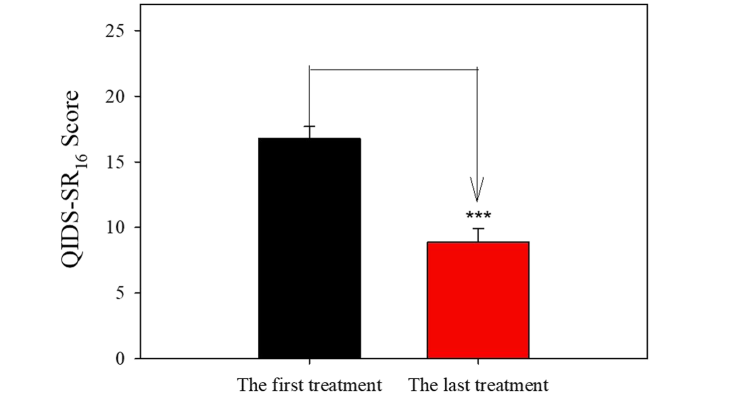 QIDS-SR16 Score
25
20
15
10
5
0
***
The first treatment
The last treatment